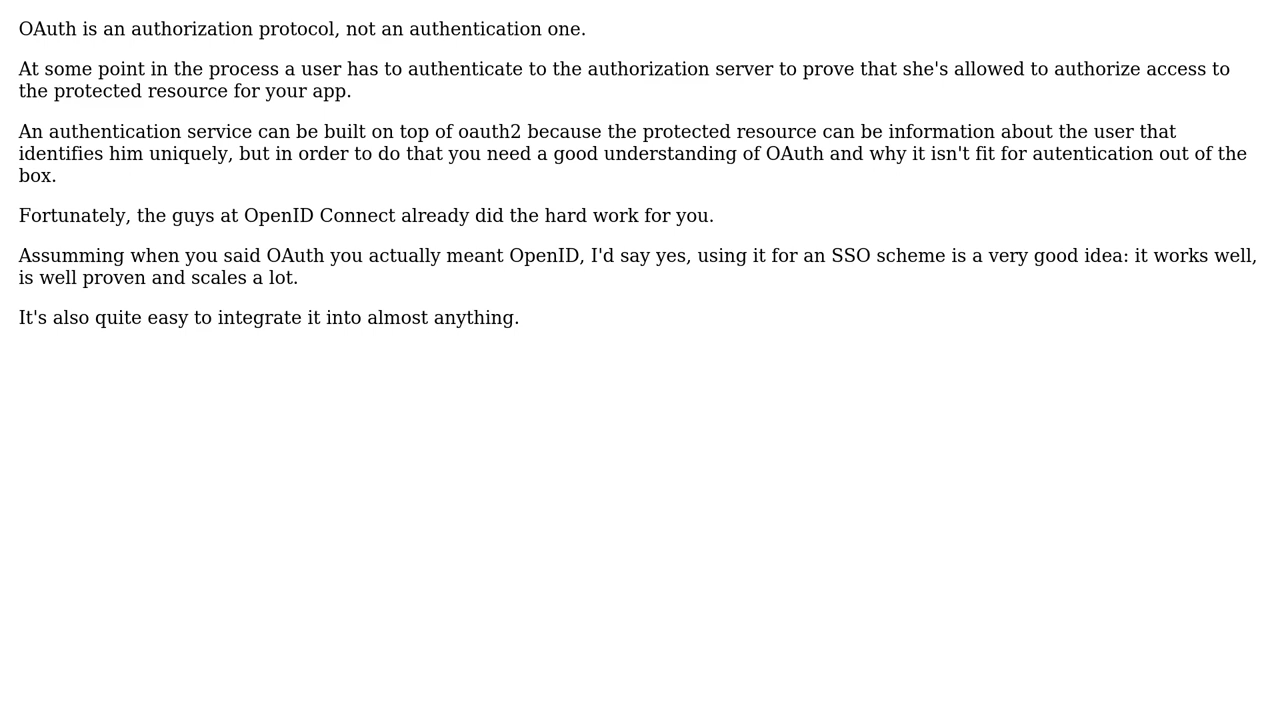 OAuth is an authorization protocol, not an authentication one.
At some point in the process a user has to authenticate to the authorization server to prove that she's allowed to authorize access to
the protected resource for your app.
An authentication service can be built on top of oauth2 because the protected resource can be information about the user that
identifies him uniquely, but in order to do that you need a good understanding of OAuth and why it isn't fit for autentication out of the
box.
Fortunately, the guys at OpenID Connect already did the hard work for you.
Assumming when you said OAuth you actually meant OpenID, I'd say yes, using it for an SSO scheme is a very good idea: it works well,
is well proven and scales a lot.
It's also quite easy to integrate it into almost anything.